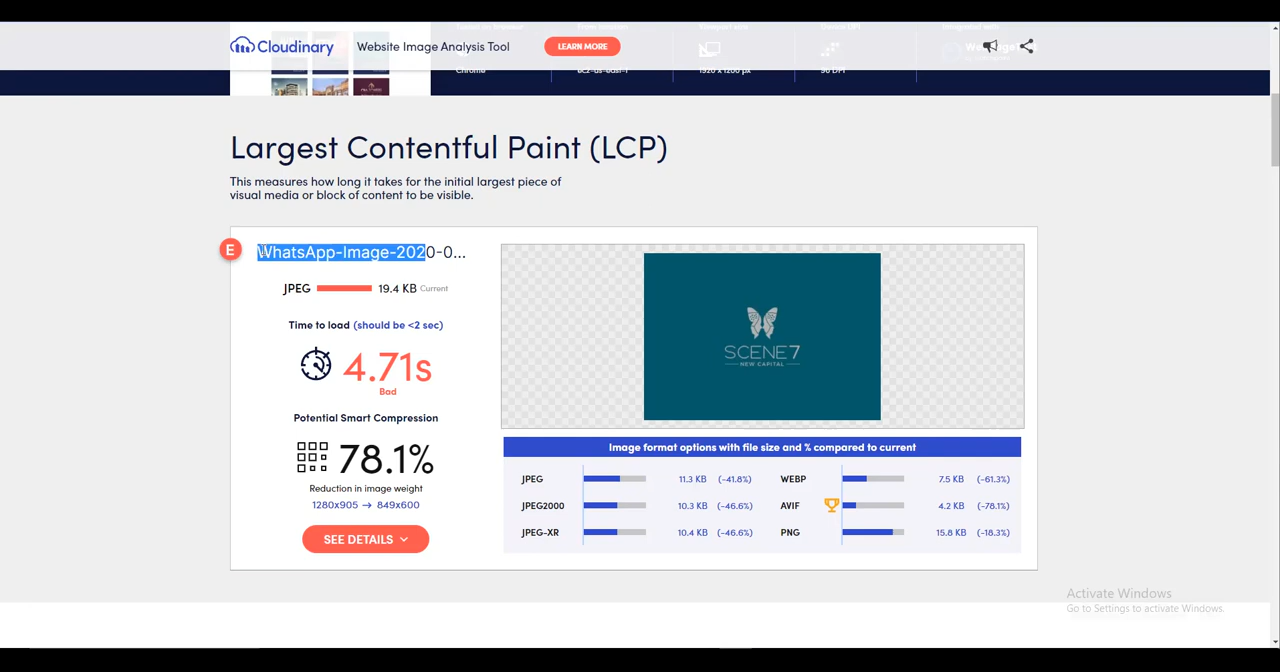 Cloudinary Website Image Analysis Tool LEARN MORE
Chrome 1920 x 1200 px 96 DPI
Largest Contentful Paint (LCP)
This measures how long it takes for the initial largest piece of
visual media or block of content to be visible.
E WhatsApp-Image-2020-0...
JPEG 19.4 KB Current
Time to load (should be <2 sec)
4.71s
Bad
Potential Smart Compression
78.1%
Reduction in image weight
1280x905 → 849x600
SEE DETAILS
SCENE7
NEW CAPITAL
Image format options with file size and % compared to current
JPEG 11.3 KB (-41.8%) WEBP 7.5 KB (-61.3%)
JPEG2000 10.3 KB (-46.6%) AVIF 4.2 KB (-78.1%)
JPEG-XR 10.4 KB (-46.6%) PNG 15.8 KB (-18.3%)
Activate Windows
Go to Settings to activate Windows.